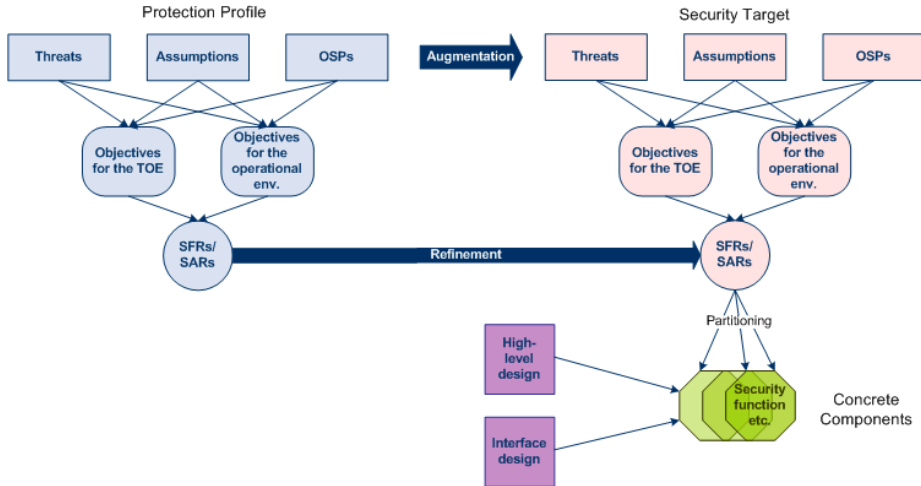 Protection Profile
Security Target
Threats
Assumptions
OSPs
Augmentation
Threats
Assumptions
OSPs
Objectives
for the TOE
Objectives
for the
operational
env.
Objectives
for the TOE
Objectives
for the
operational
env.
SFRs/
SARs
Refinement
SFRs/
SARs
Partitioning
High-
level
design
Security
function
etc.
Concrete
Components
Interface
design